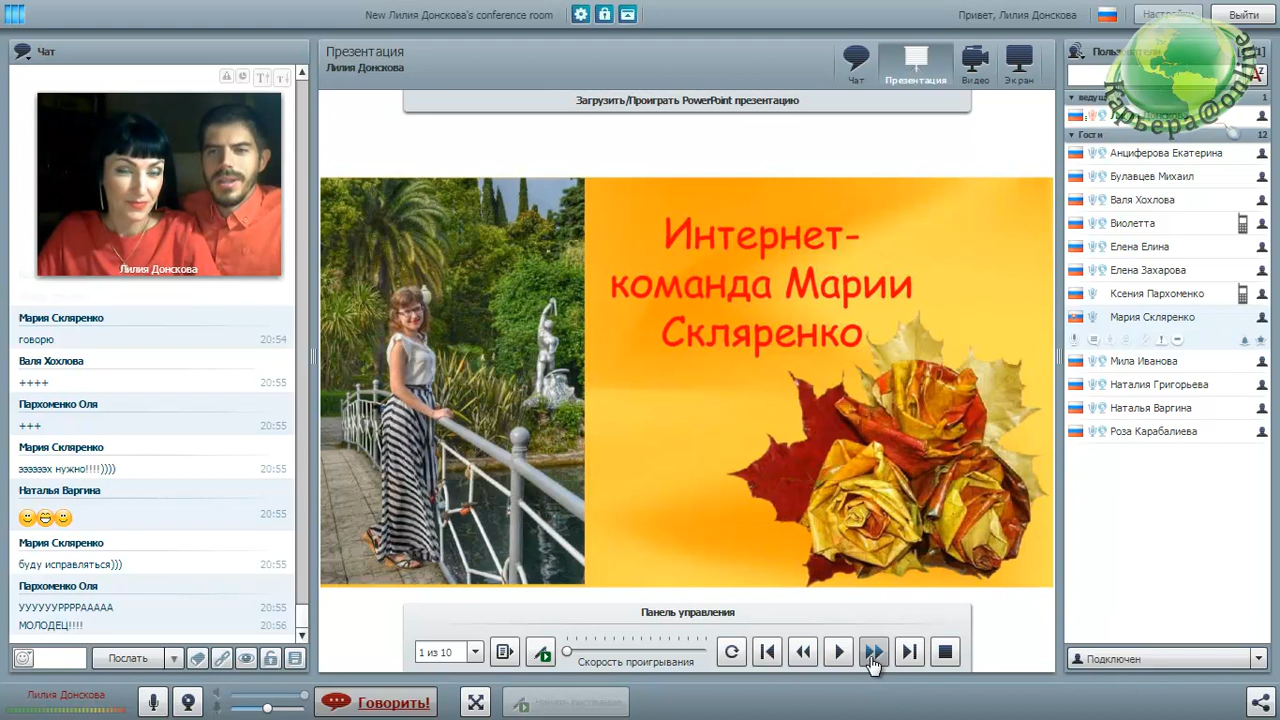 New Лилия Донскова's conference room
Привет, Лилия Донскова
Настройки
Выйти
Чат
Лилия Донскова
Мария Скляренко
говорю 20:54
Валя Хохлова
++++ 20:55
Пархоменко Оля
+++ 20:55
Мария Скляренко
ээээээх нужно!!!!)))) 20:55
Наталья Варгина
20:55
Мария Скляренко
буду исправляться))) 20:55
Пархоменко Оля
УУУУУУРРРРААААА 20:55
МОЛОДЕЦ!!!! 20:56
Послать
Презентация
Лилия Донскова
Чат
Презентация
Видео
Экран
Загрузить/Проиграть PowerPoint презентацию
Интернет-
команда Марии
Скляренко
Панель управления
1 из 10
Скорость проигрывания
карьера@online
Гости 12
Анциферова Екатерина
Булавцев Михаил
Валя Хохлова
Виолетта
Елена Елина
Елена Захарова
Ксения Пархоменко
Мария Скляренко
Мила Иванова
Наталия Григорьева
Наталья Варгина
Роза Карабалиева
Подключен
Лилия Донскова
Говорить!